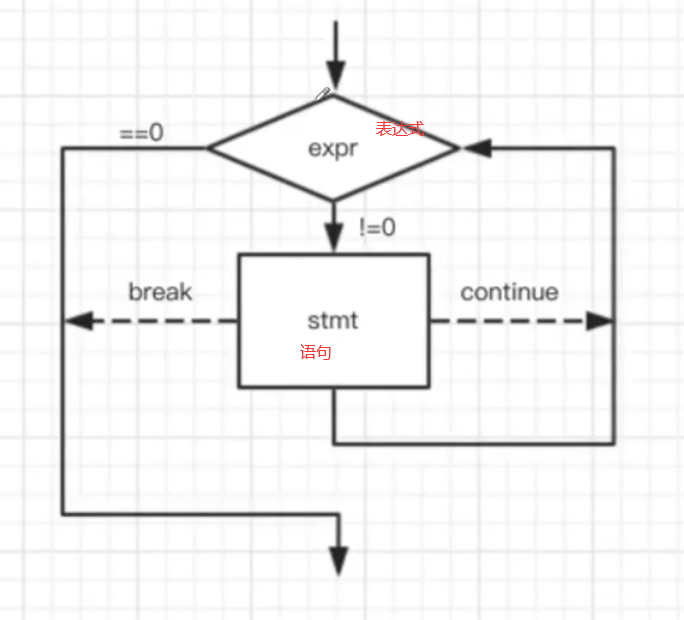 ==0
表达式
expr
!=0
break
continue
stmt
语句